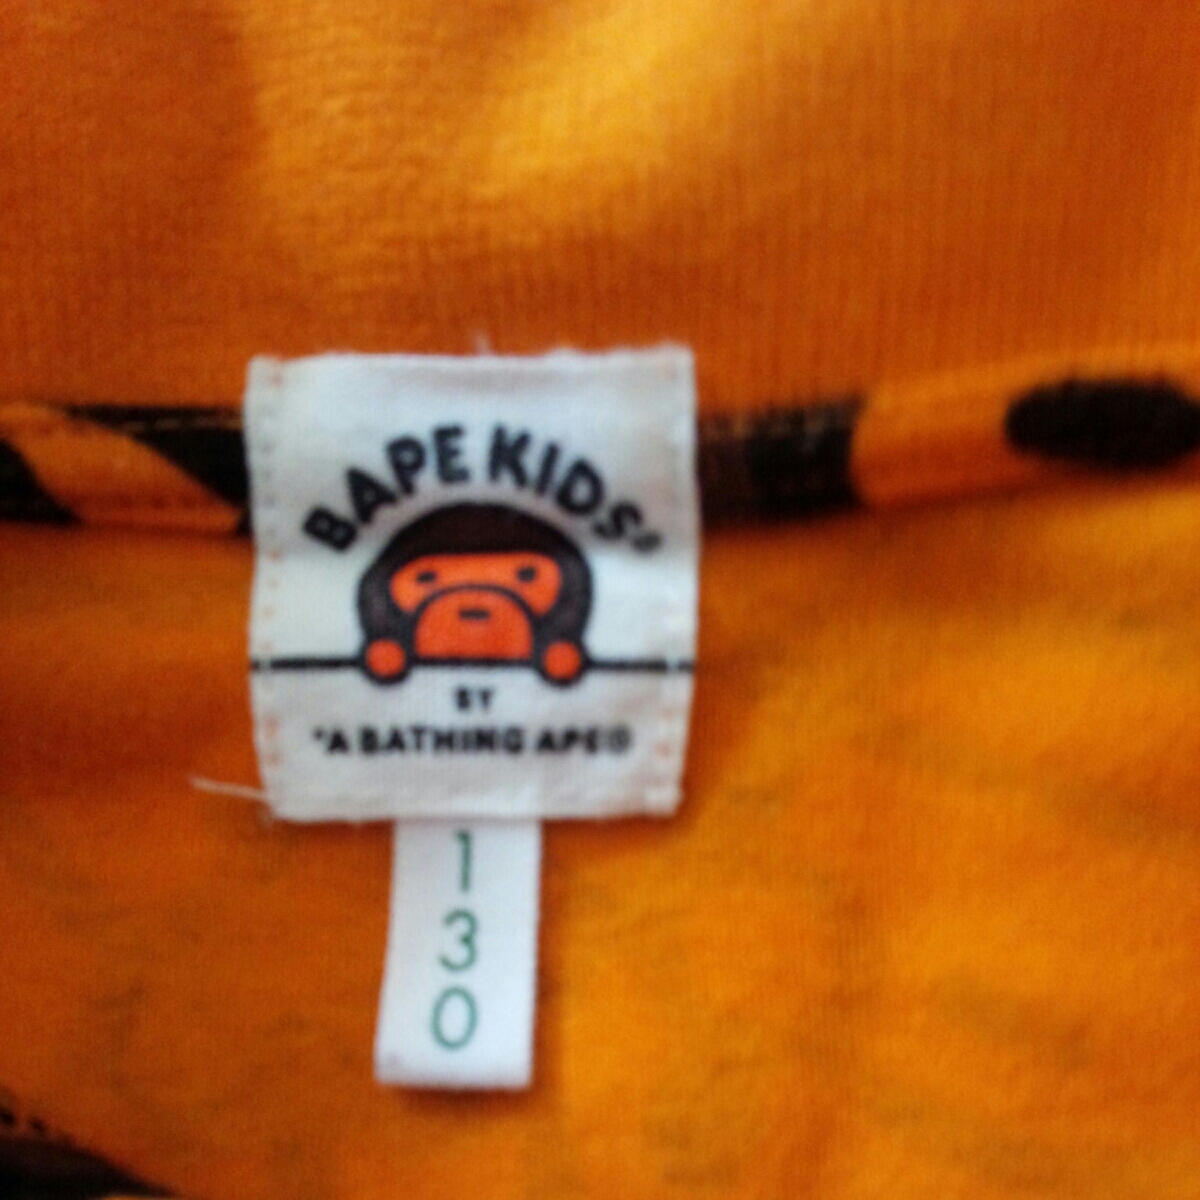 BAPE KIDS®
BY
*A BATHING APE®
130